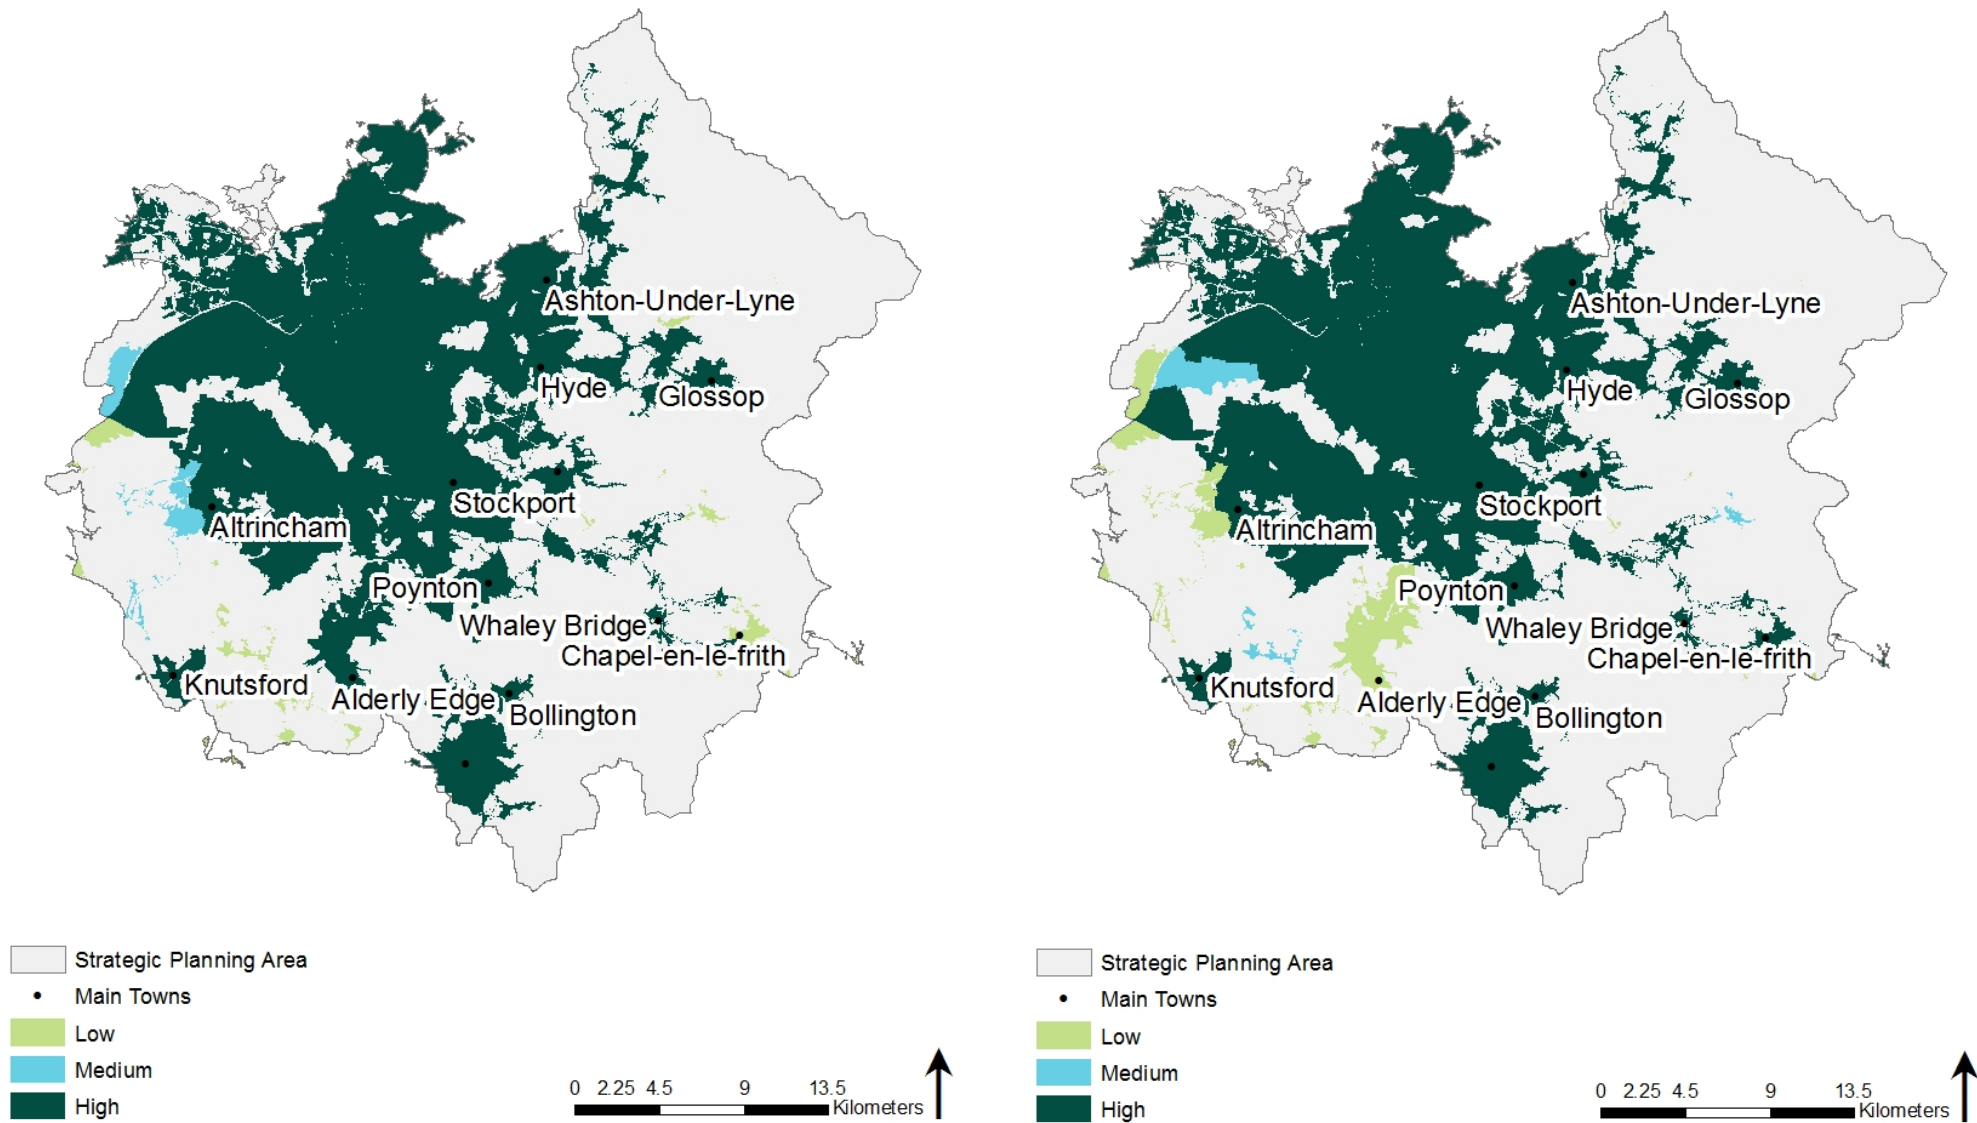 Ashton-Under-Lyne
Hyde
Glossop
Stockport
Altrincham
Poynton
Whaley Bridge
Chapel-en-le-frith
Knutsford
Alderly Edge
Bollington
Strategic Planning Area
Main Towns
Low
Medium
High
0 2.25 4.5 9 13.5
Kilometers
Ashton-Under-Lyne
Hyde
Glossop
Stockport
Altrincham
Poynton
Whaley Bridge
Chapel-en-le-frith
Knutsford
Alderly Edge
Bollington
Strategic Planning Area
Main Towns
Low
Medium
High
0 2.25 4.5 9 13.5
Kilometers